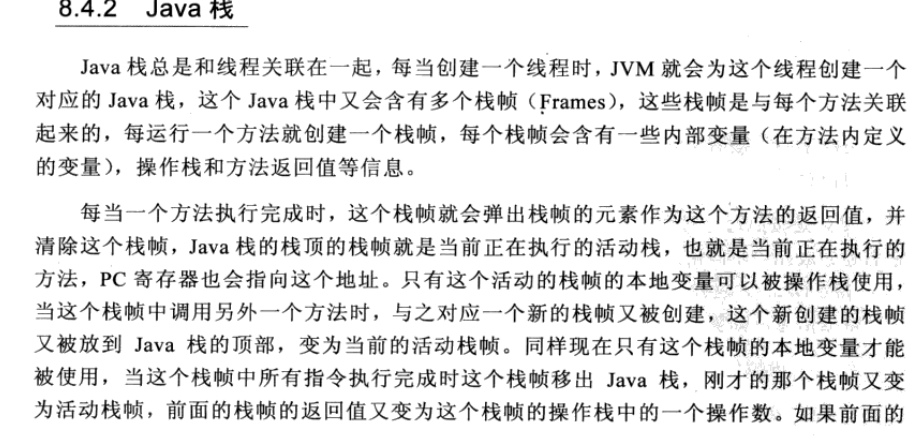 8.4.2 Java 栈
Java 栈总是和线程关联在一起，每当创建一个线程时，JVM 就会为这个线程创建一个
对应的 Java 栈，这个 Java 栈中又会含有多个栈帧（Frames），这些栈帧是与每个方法关联
起来的，每运行一个方法就创建一个栈帧，每个栈帧会含有一些内部变量（在方法内定义
的变量）、操作栈和方法返回值等信息。
每当一个方法执行完成时，这个栈帧就会弹出栈帧的元素作为这个方法的返回值，并
清除这个栈帧，Java 栈的栈顶的栈帧就是当前正在执行的活动栈，也就是当前正在执行的
方法，PC 寄存器也会指向这个地址。只有这个活动的栈帧的本地变量可以被操作栈使用，
当这个栈帧中调用另外一个方法时，与之对应一个新的栈帧又被创建，这个新创建的栈帧
又被放到 Java 栈的顶部，变为当前的活动栈帧。同样现在只有这个栈帧的本地变量才能
被使用，当这个栈帧中所有指令执行完成时这个栈帧移出 Java 栈，刚才的那个栈帧又变
为活动栈帧，前面的栈帧的返回值又变为这个栈帧的操作栈中的一个操作数。如果前面的